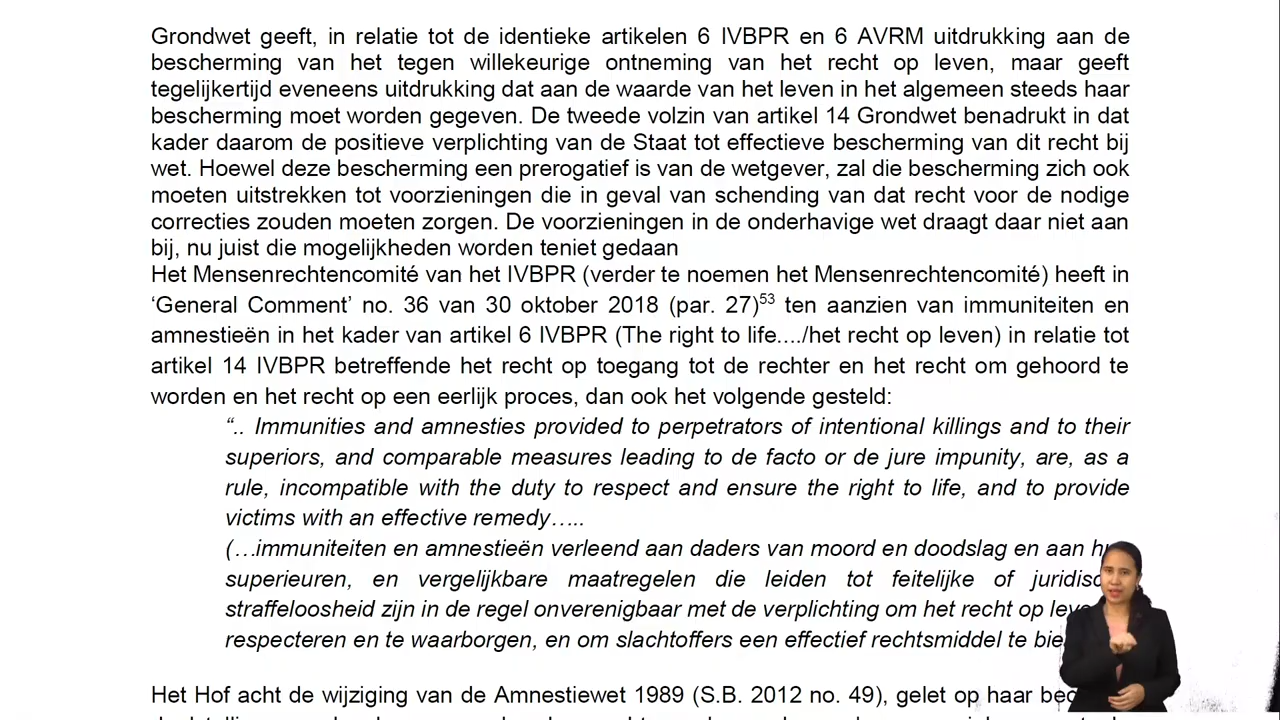 Grondwet geeft, in relatie tot de identieke artikelen 6 IVBPR en 6 AVRM uitdrukking aan de
bescherming van het tegen willekeurige ontneming van het recht op leven, maar geeft
tegelijkertijd eveneens uitdrukking dat aan de waarde van het leven in het algemeen steeds haar
bescherming moet worden gegeven. De tweede volzin van artikel 14 Grondwet benadrukt in dat
kader daarom de positieve verplichting van de Staat tot effectieve bescherming van dit recht bij
wet. Hoewel deze bescherming een prerogatief is van de wetgever, zal die bescherming zich ook
moeten uitstrekken tot voorzieningen die in geval van schending van dat recht voor de nodige
correcties zouden moeten zorgen. De voorzieningen in de onderhavige wet draagt daar niet aan
bij, nu juist die mogelijkheden worden teniet gedaan
Het Mensenrechtencomité van het IVBPR (verder te noemen het Mensenrechtencomité) heeft in
‘General Comment’ no. 36 van 30 oktober 2018 (par. 27)53 ten aanzien van immuniteiten en
amnestieën in het kader van artikel 6 IVBPR (The right to life..../het recht op leven) in relatie tot
artikel 14 IVBPR betreffende het recht op toegang tot de rechter en het recht om gehoord te
worden en het recht op een eerlijk proces, dan ook het volgende gesteld:
“.. Immunities and amnesties provided to perpetrators of intentional killings and to their
superiors, and comparable measures leading to de facto or de jure impunity, are, as a
rule, incompatible with the duty to respect and ensure the right to life, and to provide
victims with an effective remedy…..
(…immuniteiten en amnestieën verleend aan daders van moord en doodslag en aan
superieuren, en vergelijkbare maatregelen die leiden tot feitelijke of
straffeloosheid zijn in de regel onverenigbaar met de verplichting om het recht op
respecteren en te waarborgen, en om slachtoffers een effectief rechtsmiddel te
Het Hof acht de wijziging van de Amnestiewet 1989 (S.B. 2012 no. 49), gelet op haar